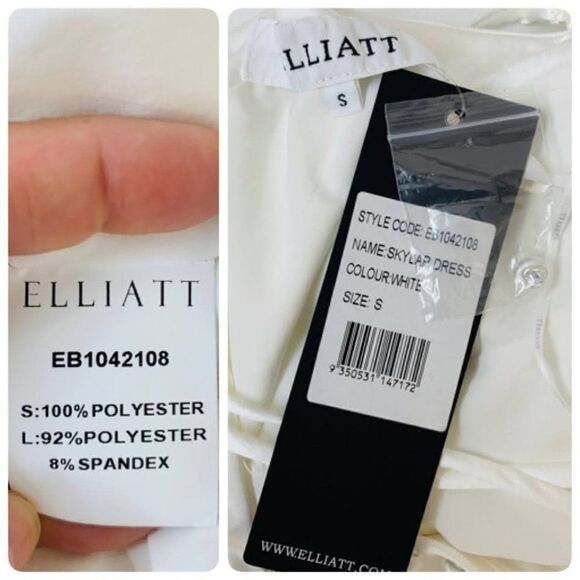 ELLIATT
EB1042108
S:100%POLYESTER
L:92%POLYESTER
8% SPANDEX
ELLIATT
S
STYLE CODE: EB1042108
NAME:SKYLAR DRESS
COLOUR:WHITE
SIZE: S
9 350531 147172
WWW.ELLIATT.COM